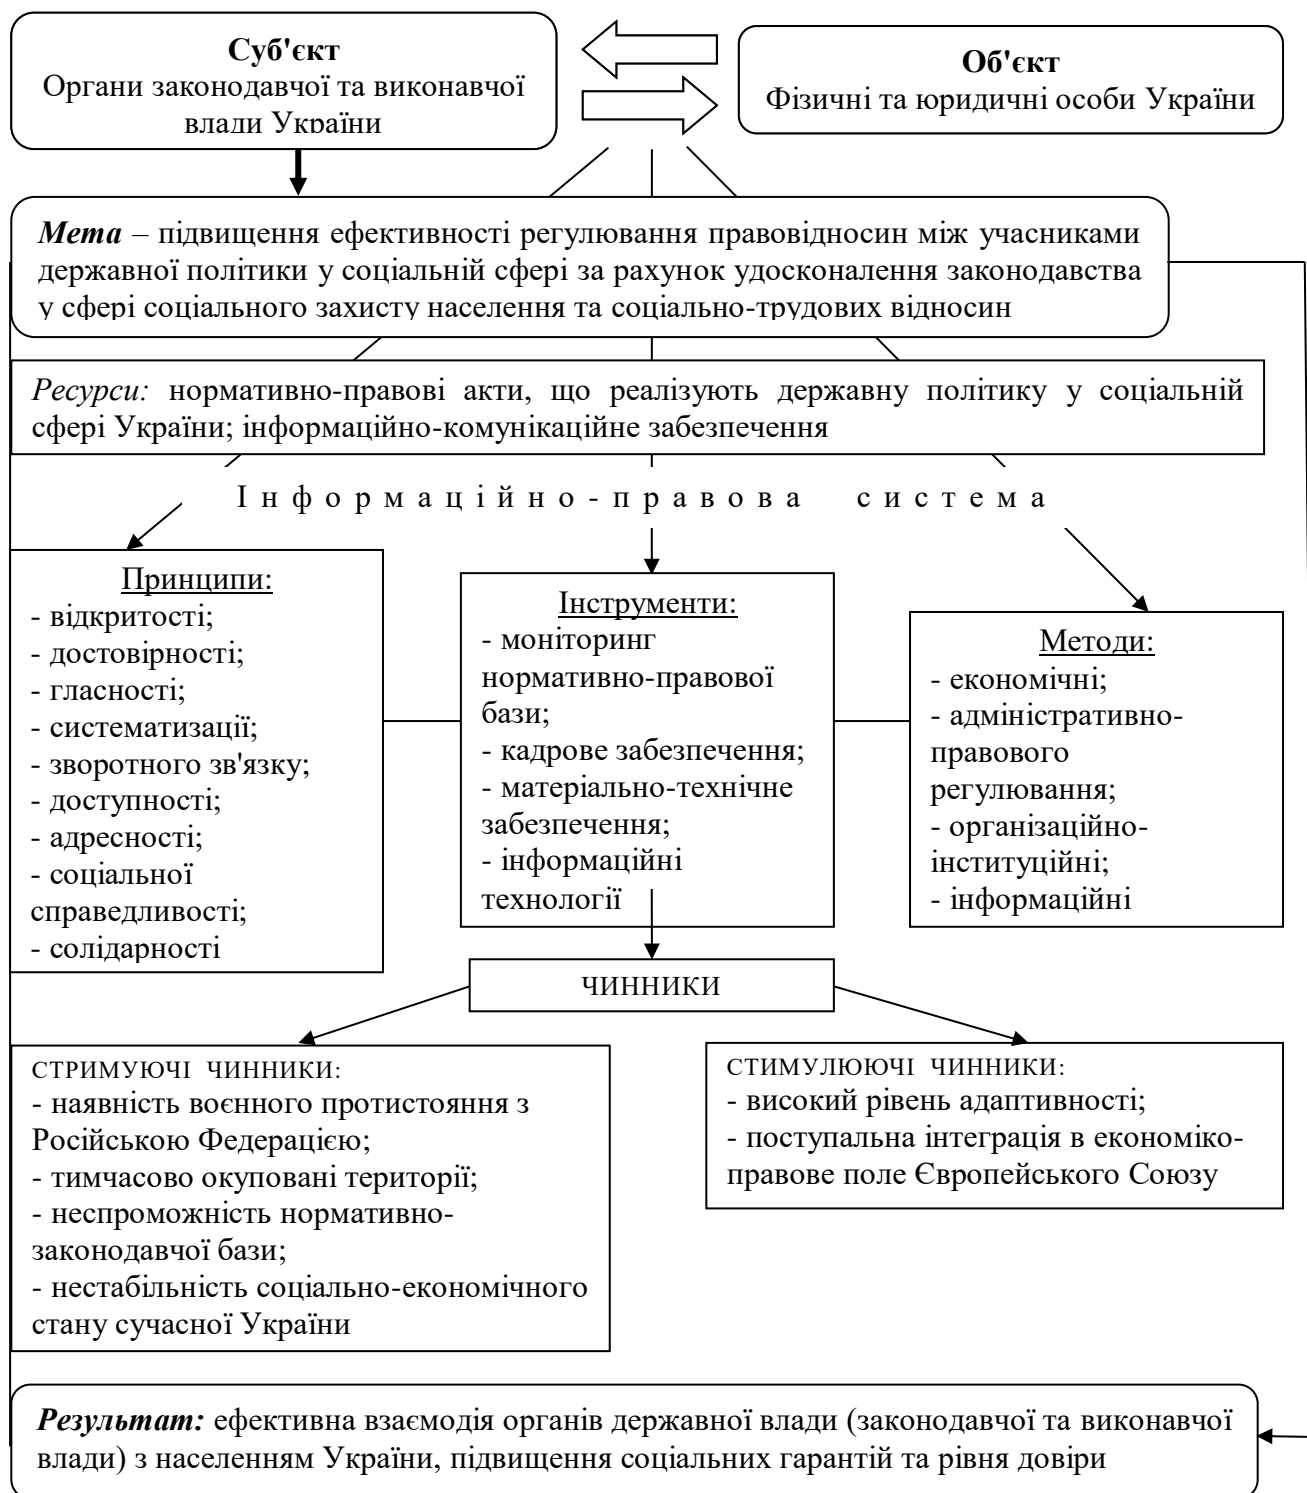 Суб'єкт
Органи законодавчої та виконавчої
влади України
Об'єкт
Фізичні та юридичні особи України
Мета – підвищення ефективності регулювання правовідносин між учасниками
державної політики у соціальній сфері за рахунок удосконалення законодавства
у сфері соціального захисту населення та соціально-трудових відносин
Ресурси: нормативно-правові акти, що реалізують державну політику у соціальній
сфері України; інформаційно-комунікаційне забезпечення
Інформаційно-правова система
Принципи:
- відкритості;
- достовірності;
- гласності;
- систематизації;
- зворотного зв'язку;
- доступності;
- адресності;
- соціальної
справедливості;
- солідарності
Інструменти:
- моніторинг
нормативно-правової
бази;
- кадрове забезпечення;
- матеріально-технічне
забезпечення;
- інформаційні
технології
Методи:
- економічні;
- адміністративно-
правового
регулювання;
- організаційно-
інституційні;
- інформаційні
ЧИННИКИ
СТРИМУЮЧІ ЧИННИКИ:
- наявність воєнного протистояння з
Російською Федерацією;
- тимчасово окуповані території;
- неспроможність нормативно-
законодавчої бази;
- нестабільність соціально-економічного
стану сучасної України
СТИМУЛЮЮЧІ ЧИННИКИ:
- високий рівень адаптивності;
- поступальна інтеграція в економіко-
правове поле Європейського Союзу
Результат: ефективна взаємодія органів державної влади (законодавчої та виконавчої
влади) з населенням України, підвищення соціальних гарантій та рівня довіри